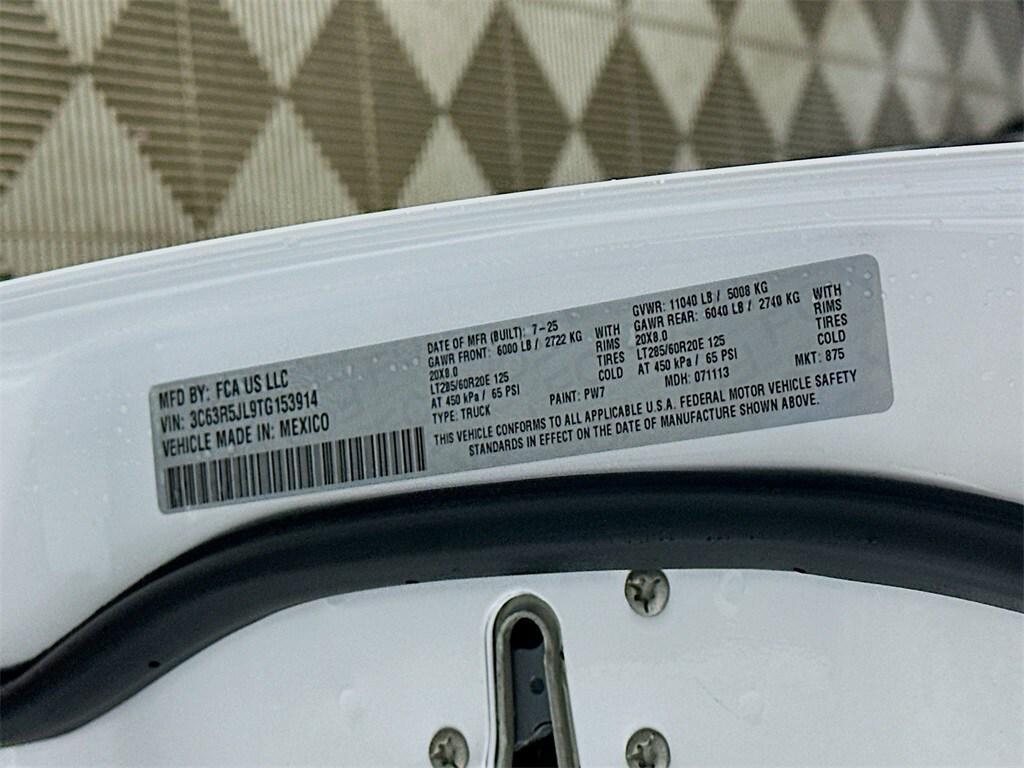 MFD BY: FCA US LLC
VIN: 3C63R5JL9TG153914
VEHICLE MADE IN: MEXICO
DATE OF MFR (BUILT): 7-25
GAWR FRONT: 6000 LB / 2722 KG WITH
20X8.0 RIMS
LT285/60R20E 125 TIRES
AT 450 kPa / 65 PSI COLD
TYPE: TRUCK PAINT: PW7
GVWR: 11040 LB / 5008 KG
GAWR REAR: 6040 LB / 2740 KG WITH
20X8.0 RIMS
LT285/60R20E 125 TIRES
AT 450 kPa / 65 PSI COLD
MDH: 071113 MKT: 875
THIS VEHICLE CONFORMS TO ALL APPLICABLE U.S.A. FEDERAL MOTOR VEHICLE SAFETY
STANDARDS IN EFFECT ON THE DATE OF MANUFACTURE SHOWN ABOVE.